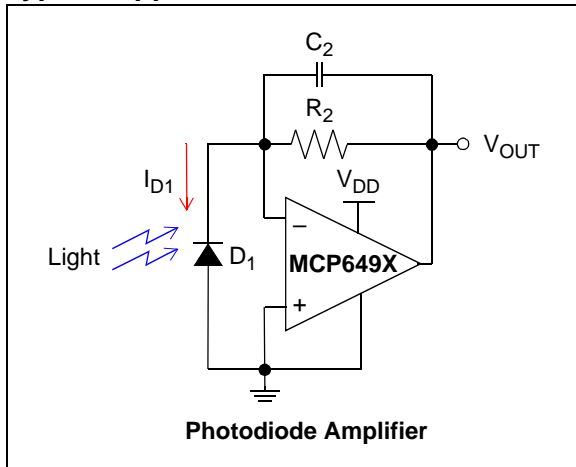 C2
R2
VOUT
ID1
VDD
Light
D1
–
MCP649X
+
Photodiode Amplifier